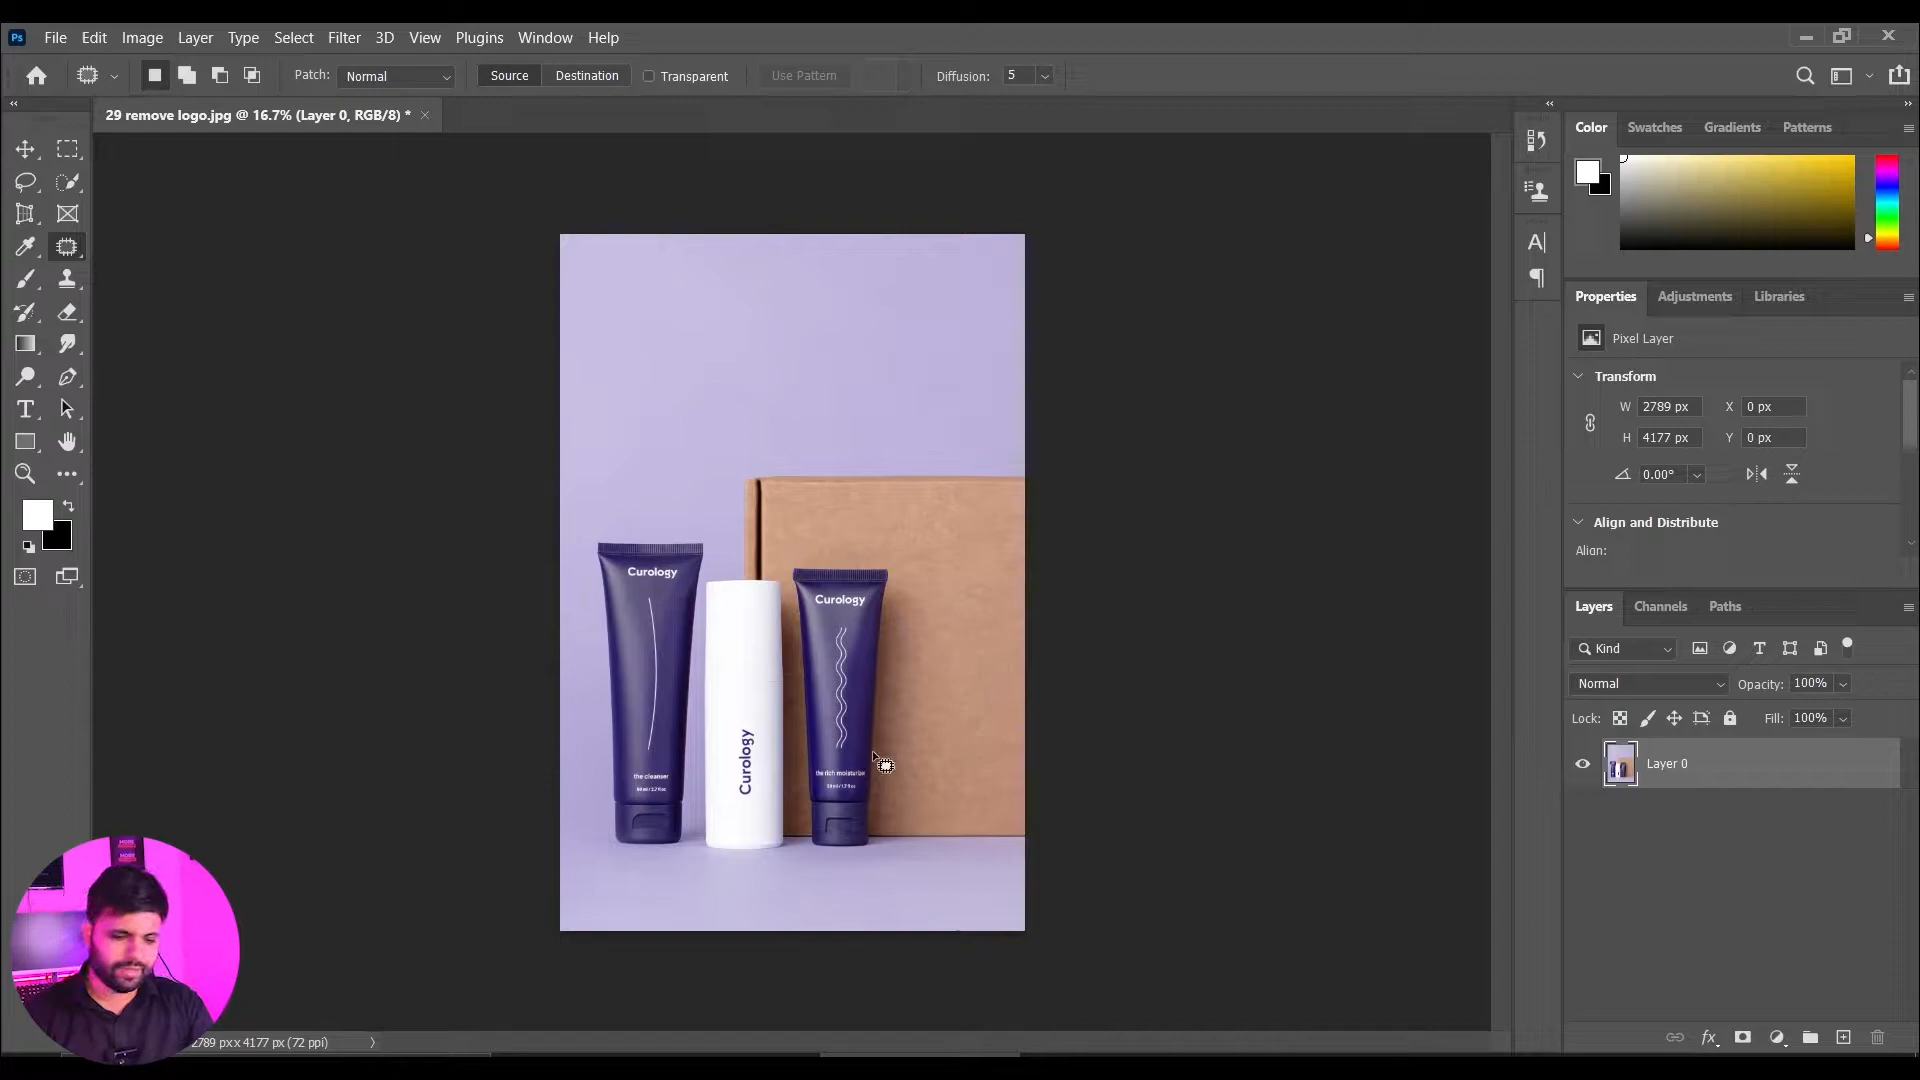 Ps File Edit Image Layer Type Select Filter 3D View Plugins Window Help
Patch: Normal Source Destination Transparent Use Pattern Diffusion: 5
29 remove logo.jpg @ 16.7% (Layer 0, RGB/8) *
Color Swatches Gradients Patterns
Properties Adjustments Libraries
Pixel Layer
Transform
W 2789 px X 0 px
H 4177 px Y 0 px
0.00°
Align and Distribute
Align:
Layers Channels Paths
Kind
Normal Opacity: 100%
Lock: Fill: 100%
Layer 0
Curology
the cleanser
Curology
Curology
the rich moisturizer
2789 px x 4177 px (72 ppi)